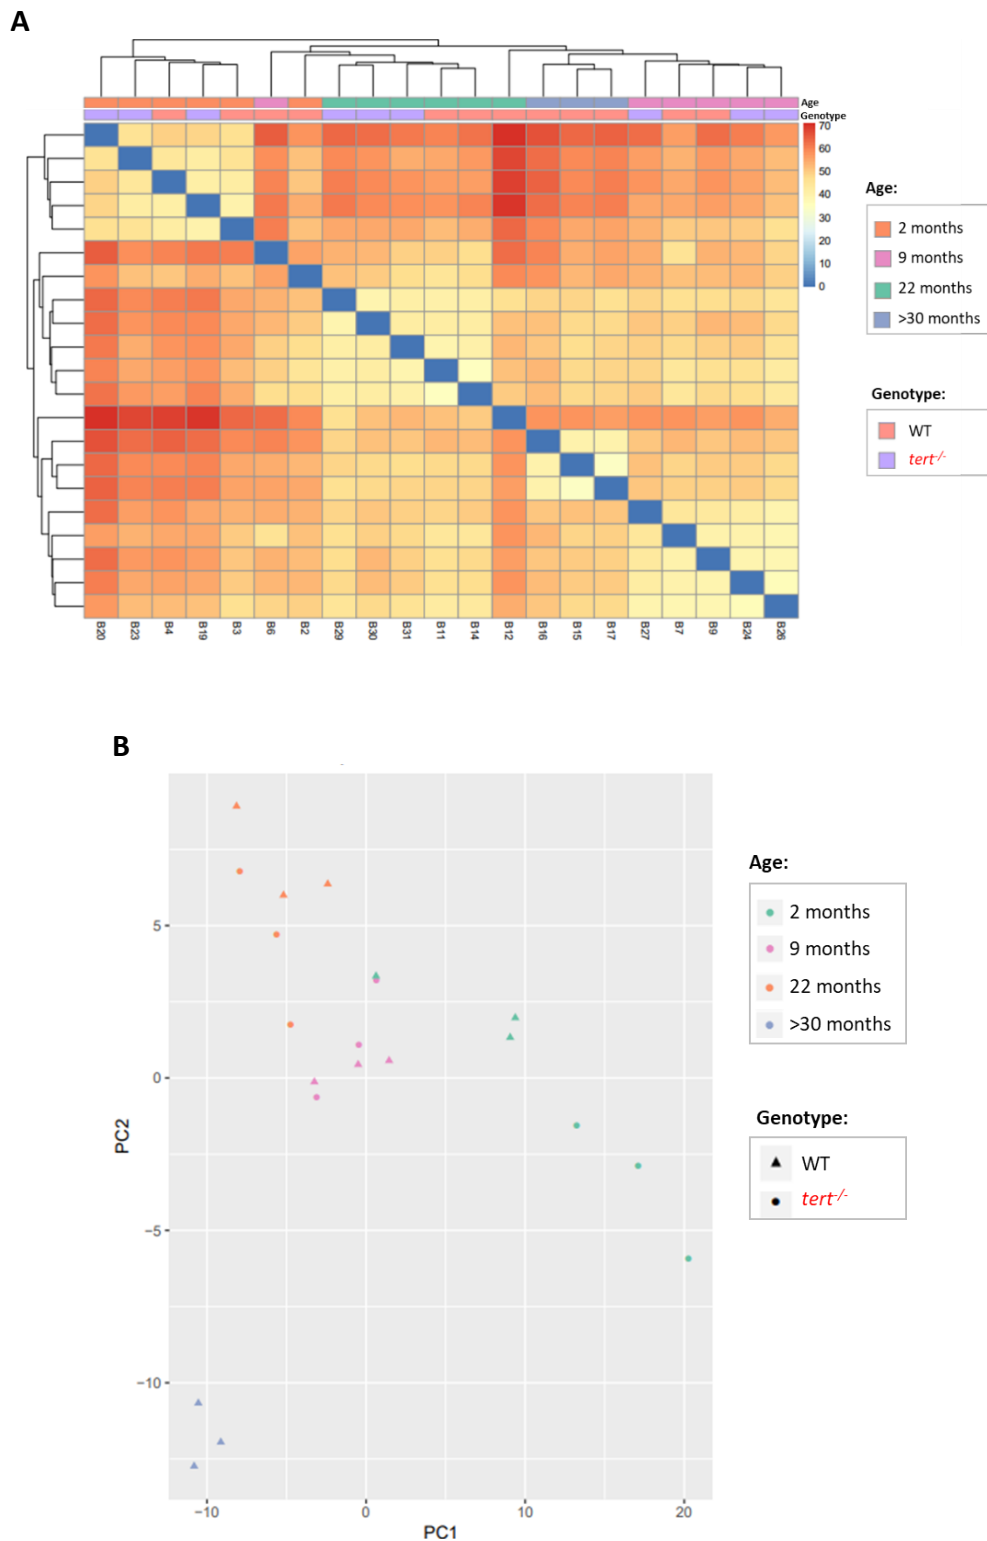 A
Age
Genotype
70
60
50
40
30
20
10
0
Age:
2 months
9 months
22 months
>30 months
Genotype:
WT
tert-/-
B20 B23 B4 B19 B3 B6 B2 B29 B30 B31 B11 B14 B12 B16 B15 B17 B27 B7 B9 B24 B26
B
5
0
−5
−10
PC2
−10 0 10 20
PC1
Age:
2 months
9 months
22 months
>30 months
Genotype:
WT
tert-/-